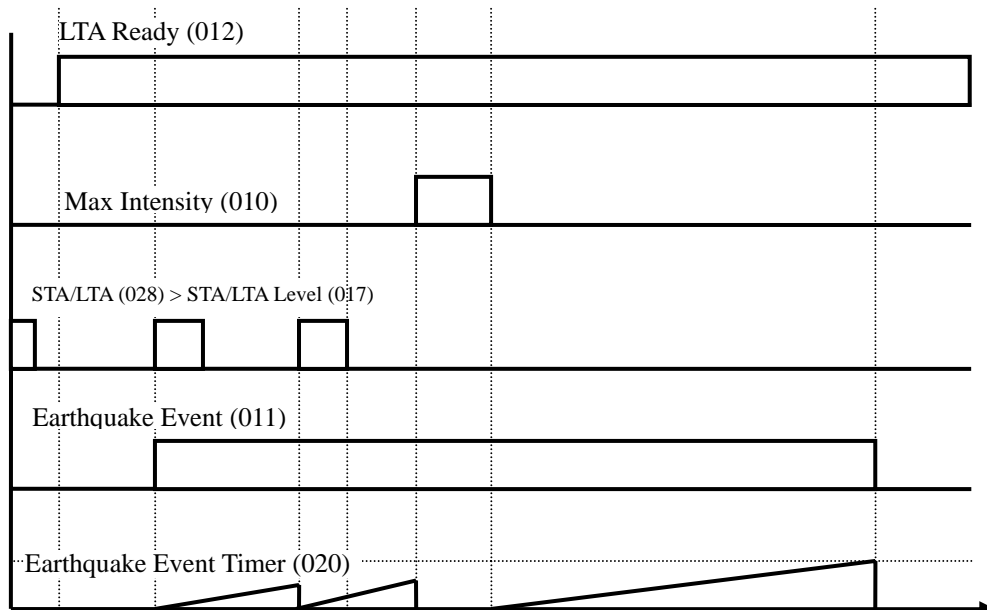 LTA Ready (012)
Max Intensity (010)
STA/LTA (028) > STA/LTA Level (017)
Earthquake Event (011)
Earthquake Event Timer (020)